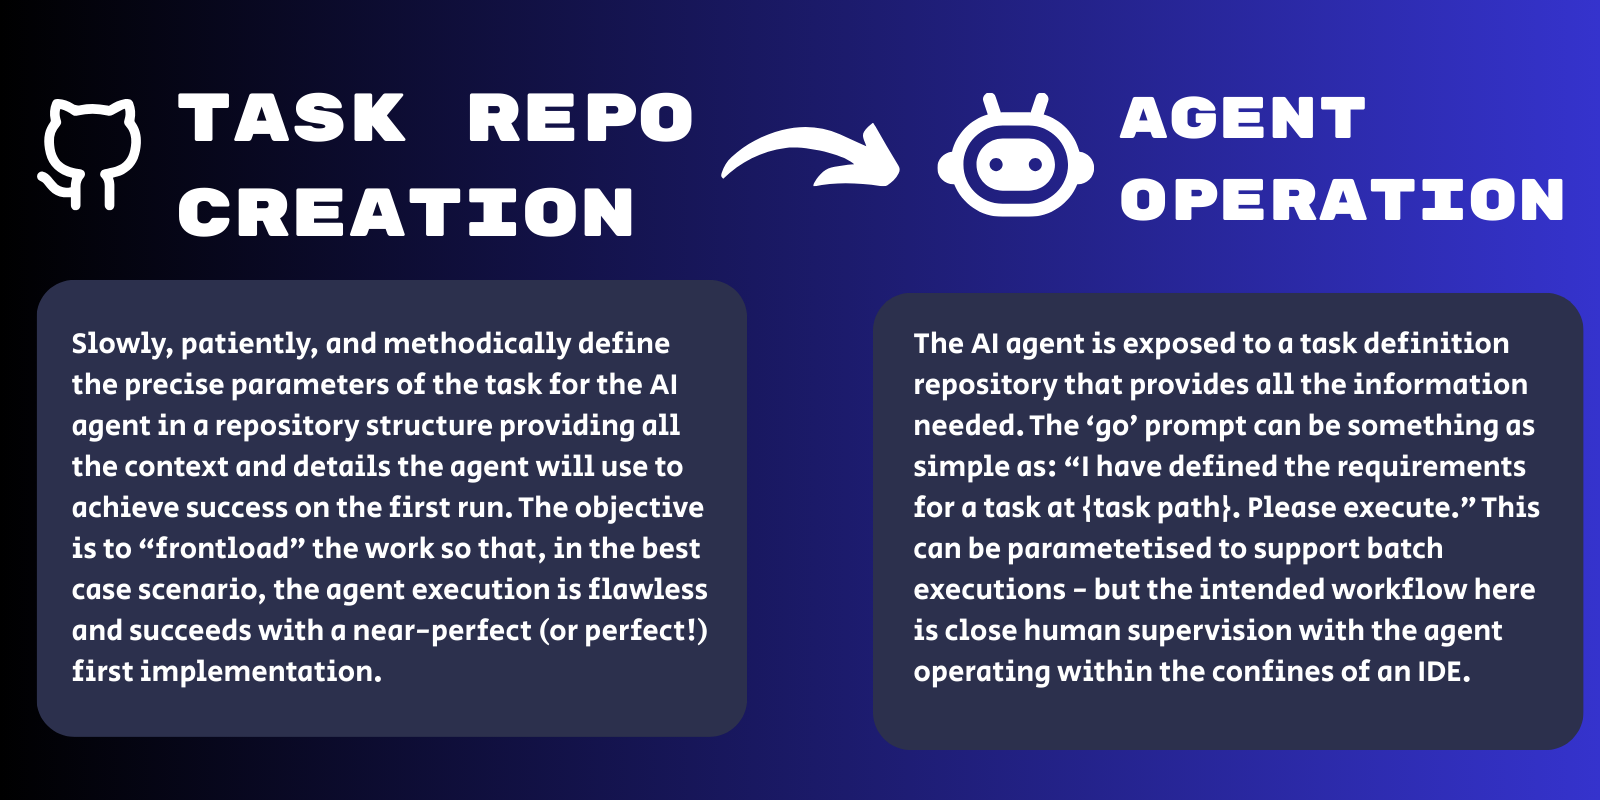 TASK REPO
CREATION
AGENT
OPERATION
Slowly, patiently, and methodically define
the precise parameters of the task for the AI
agent in a repository structure providing all
the context and details the agent will use to
achieve success on the first run. The objective
is to “frontload” the work so that, in the best
case scenario, the agent execution is flawless
and succeeds with a near-perfect (or perfect!)
first implementation.
The AI agent is exposed to a task definition
repository that provides all the information
needed. The ‘go’ prompt can be something as
simple as: “I have defined the requirements
for a task at {task path}. Please execute.” This
can be parametetised to support batch
executions - but the intended workflow here
is close human supervision with the agent
operating within the confines of an IDE.